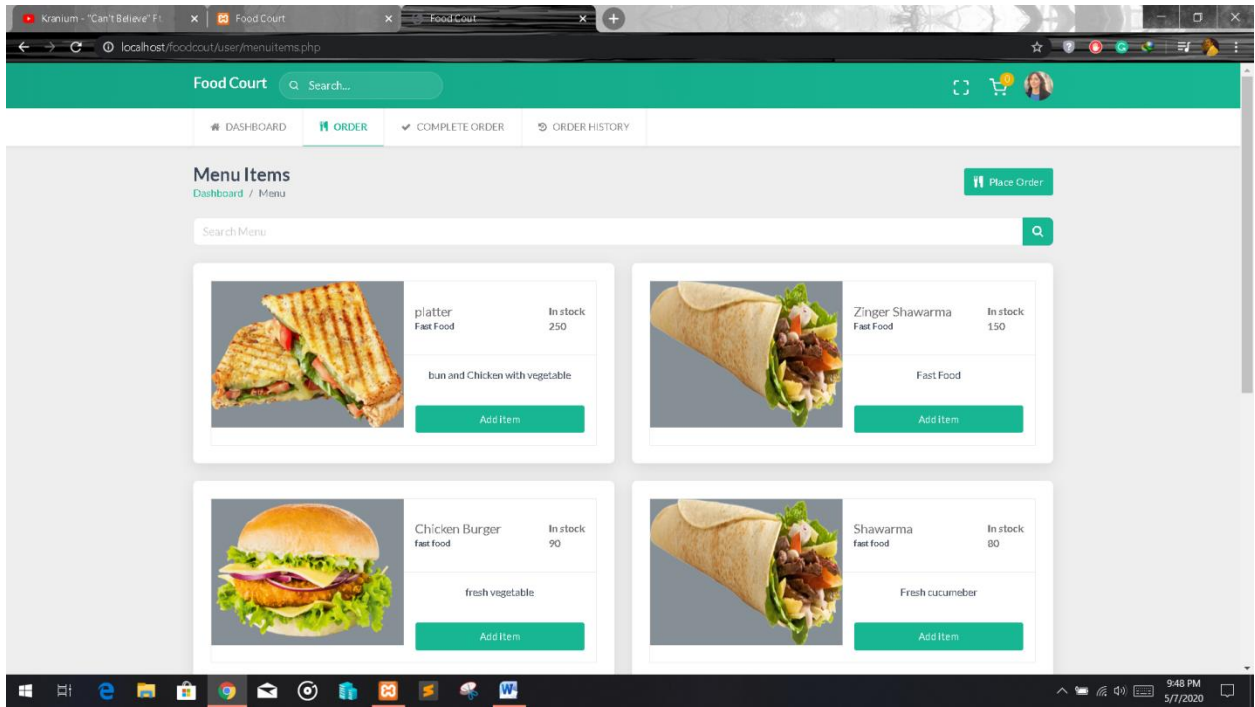 Kranium - "Can't Believe" Ft.
Food Court
Food Cout
localhost/foodcout/user/menuitems.php
Food Court
Search...
0
DASHBOARD
ORDER
COMPLETE ORDER
ORDER HISTORY
Menu Items
Dashboard / Menu
Place Order
Search Menu
platter In stock
Fast Food 250
bun and Chicken with vegetable
Add Item
Zinger Shawarma In stock
Fast Food 150
Fast Food
Add Item
Chicken Burger In stock
fast food 90
fresh vegetable
Add Item
Shawarma In stock
fast food 80
Fresh cucumeber
Add Item
9:48 PM
5/7/2020